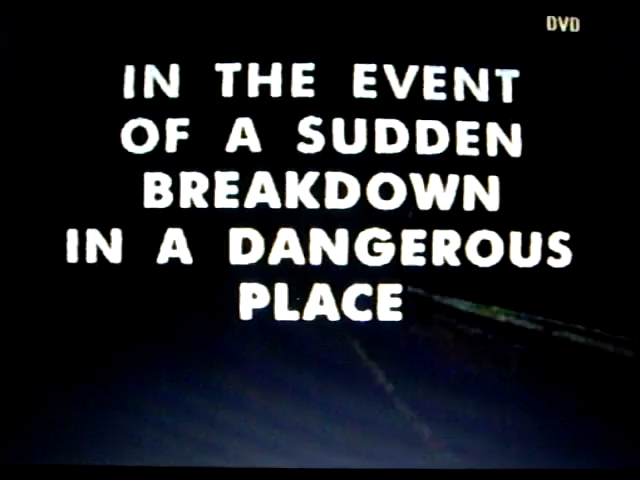 DVD
IN THE EVENT
OF A SUDDEN
BREAKDOWN
IN A DANGEROUS
PLACE